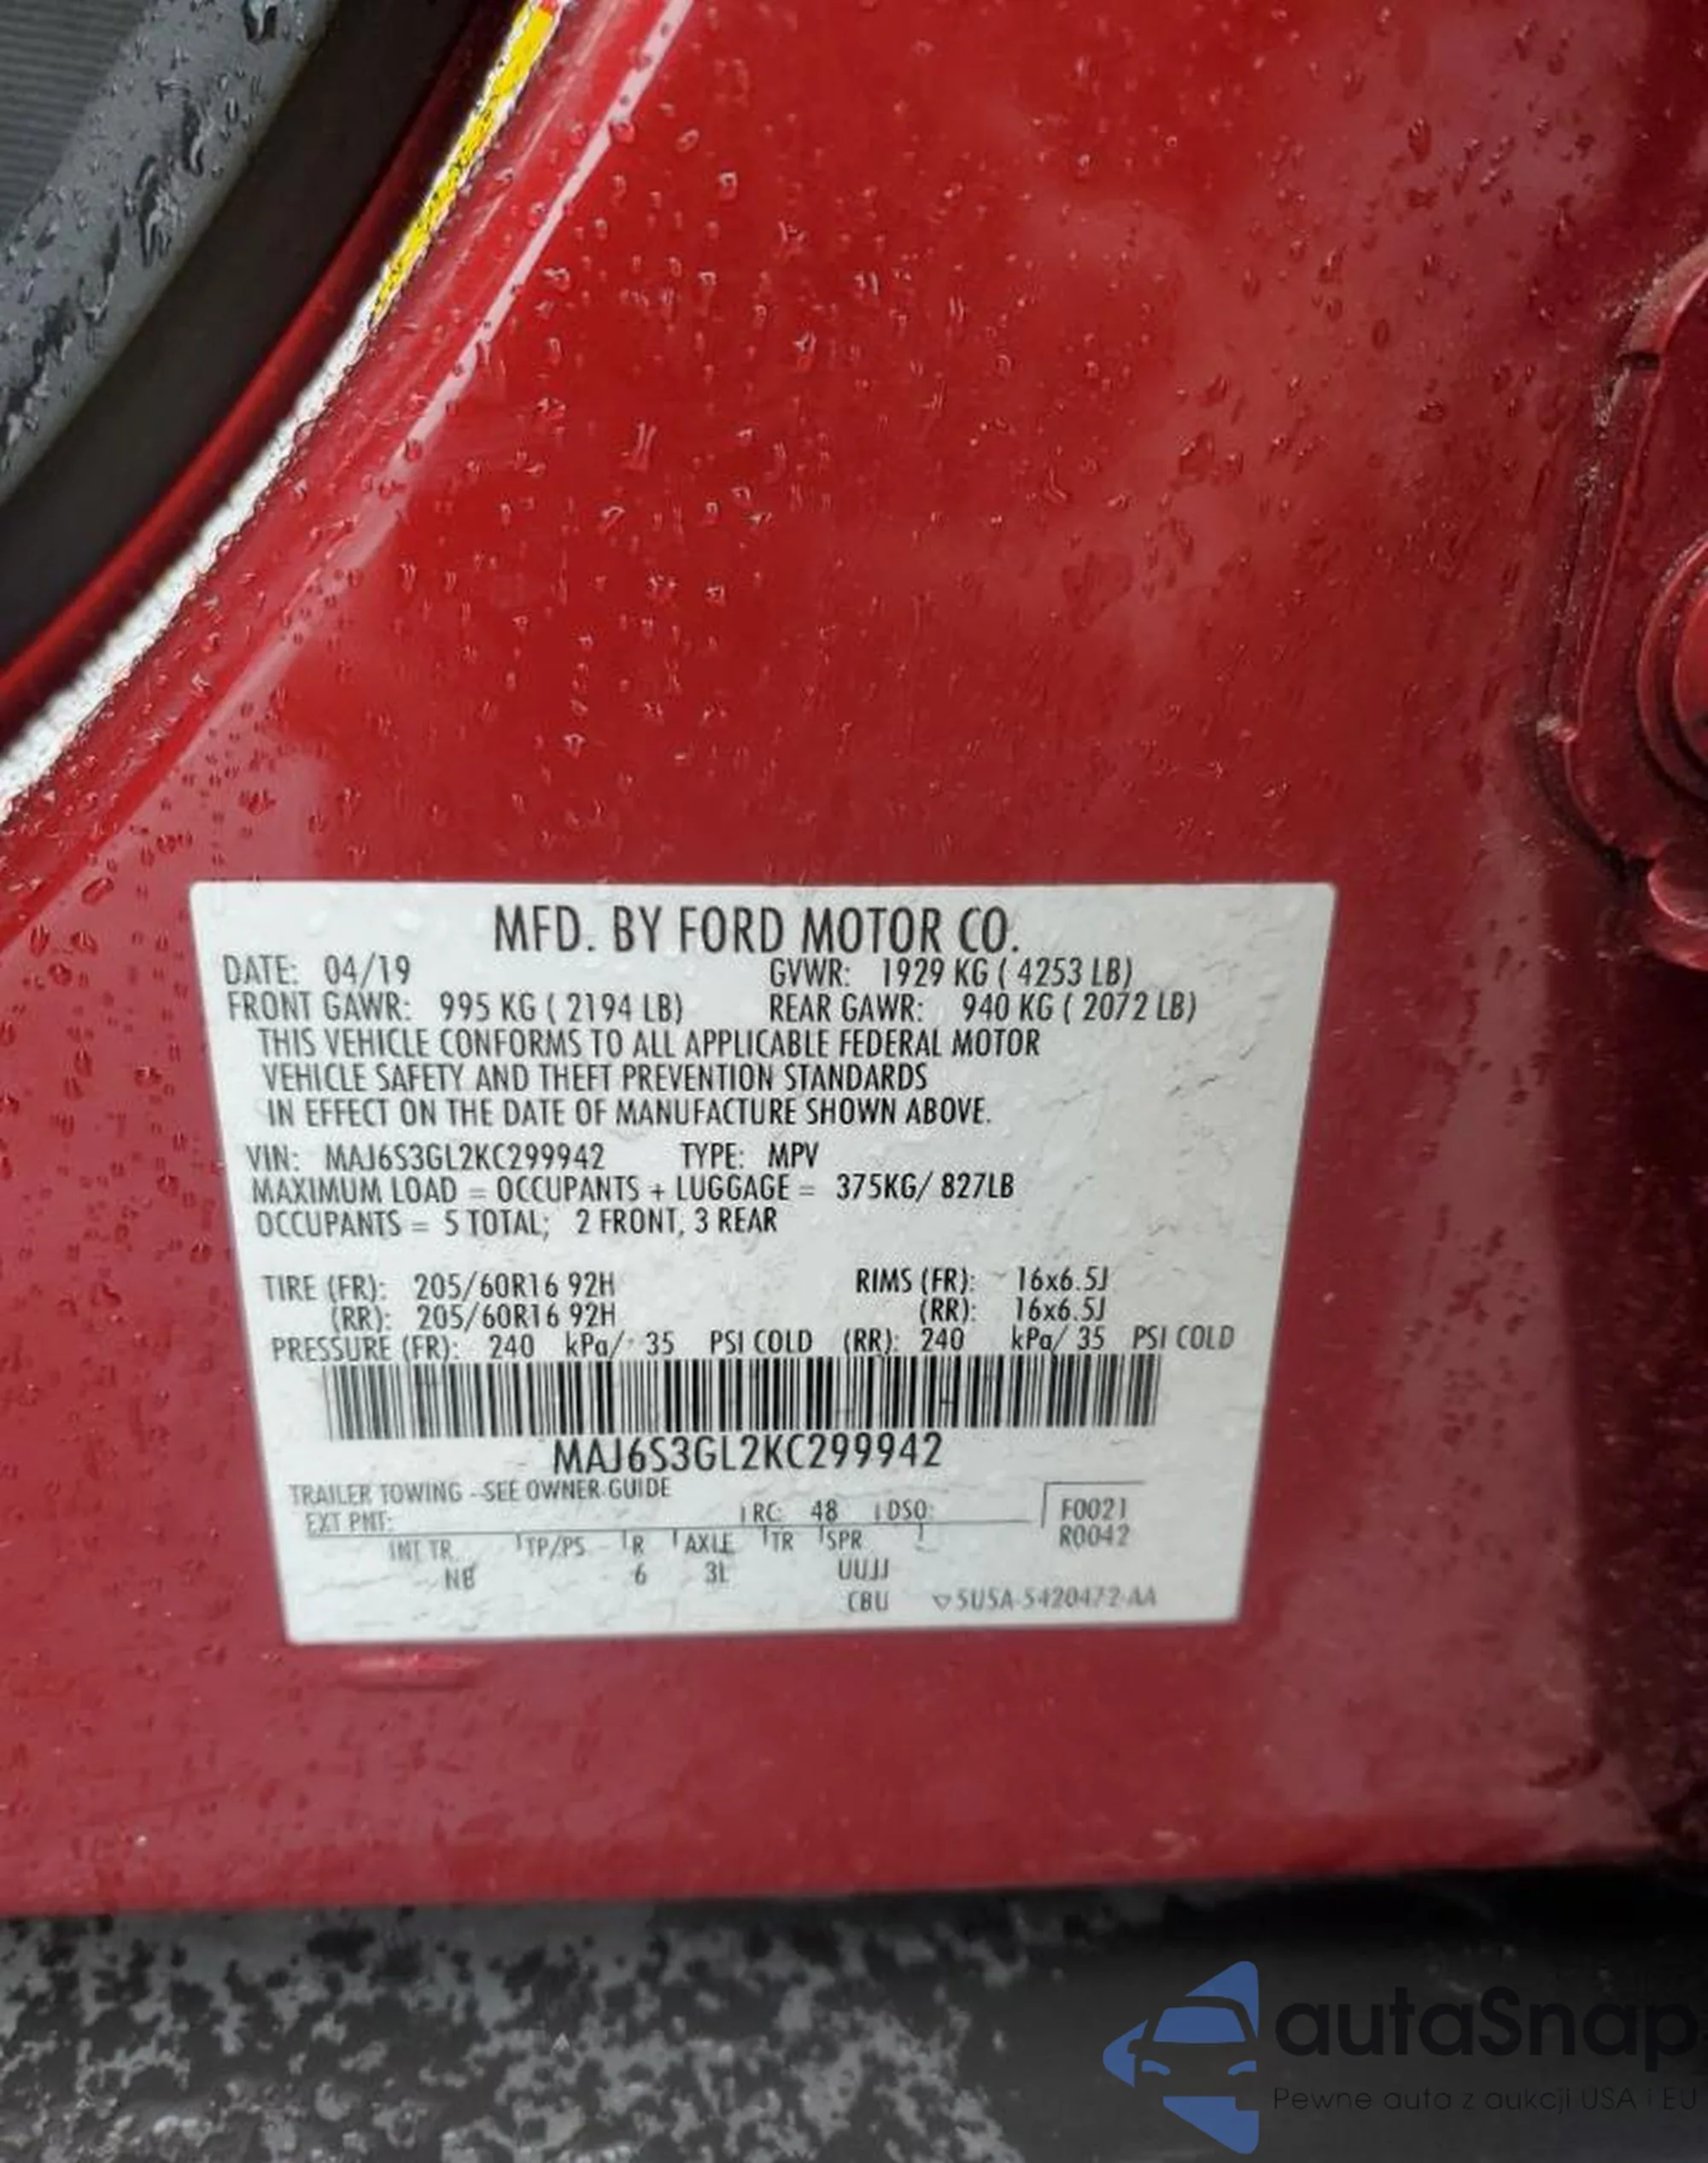 MFD. BY FORD MOTOR CO.
DATE: 04/19 GVWR: 1929 KG ( 4253 LB)
FRONT GAWR: 995 KG ( 2194 LB) REAR GAWR: 940 KG ( 2072 LB)
THIS VEHICLE CONFORMS TO ALL APPLICABLE FEDERAL MOTOR
VEHICLE SAFETY AND THEFT PREVENTION STANDARDS
IN EFFECT ON THE DATE OF MANUFACTURE SHOWN ABOVE.
VIN: MAJ6S3GL2KC299942 TYPE: MPV
MAXIMUM LOAD = OCCUPANTS + LUGGAGE = 375KG/ 827LB
OCCUPANTS = 5 TOTAL; 2 FRONT, 3 REAR
TIRE (FR): 205/60R16 92H RIMS (FR): 16x6.5J
(RR): 205/60R16 92H (RR): 16x6.5J
PRESSURE (FR): 240 kPa/ 35 PSI COLD (RR): 240 kPa/ 35 PSI COLD
MAJ6S3GL2KC299942
TRAILER TOWING - SEE OWNER GUIDE
EXT PNT: RC: 48 DSO: F0021
R0042
INT TR TP/PS R AXLE TR SPR
N8 6 3L UUJJ
CBU 5U5A-5420472-AA
autaSnap
Pewne auta z aukcji USA i EU